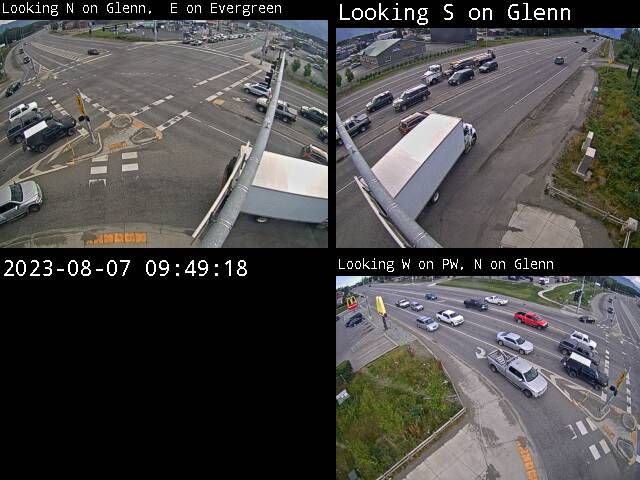 Looking N on Glenn,  E on Evergreen
Looking S on Glenn
2023-08-07 09:49:18
Looking W on PW, N on Glenn